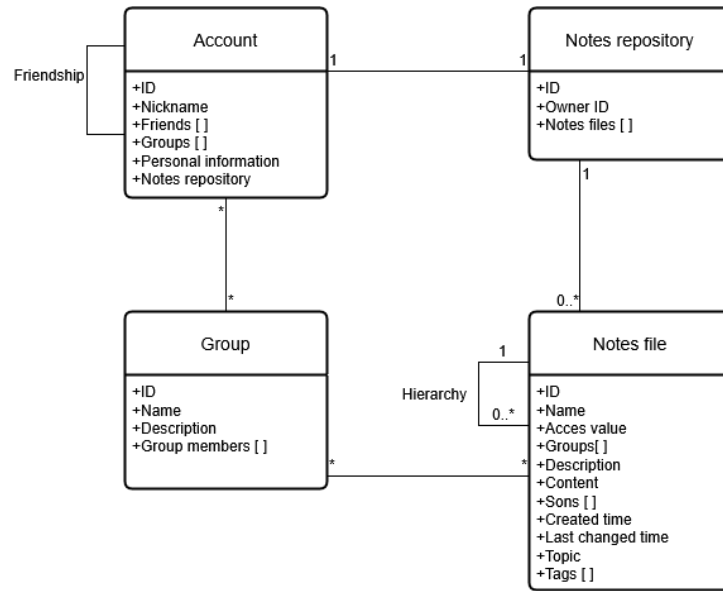 Account
Friendship
+ID
+Nickname
+Friends [ ]
+Groups [ ]
+Personal information
+Notes repository
1
1
Notes repository
+ID
+Owner ID
+Notes files [ ]
1
0..*
*
*
Group
+ID
+Name
+Description
+Group members [ ]
*
*
Hierarchy
1
0..*
Notes file
+ID
+Name
+Acces value
+Groups[ ]
+Description
+Content
+Sons [ ]
+Created time
+Last changed time
+Topic
+Tags [ ]